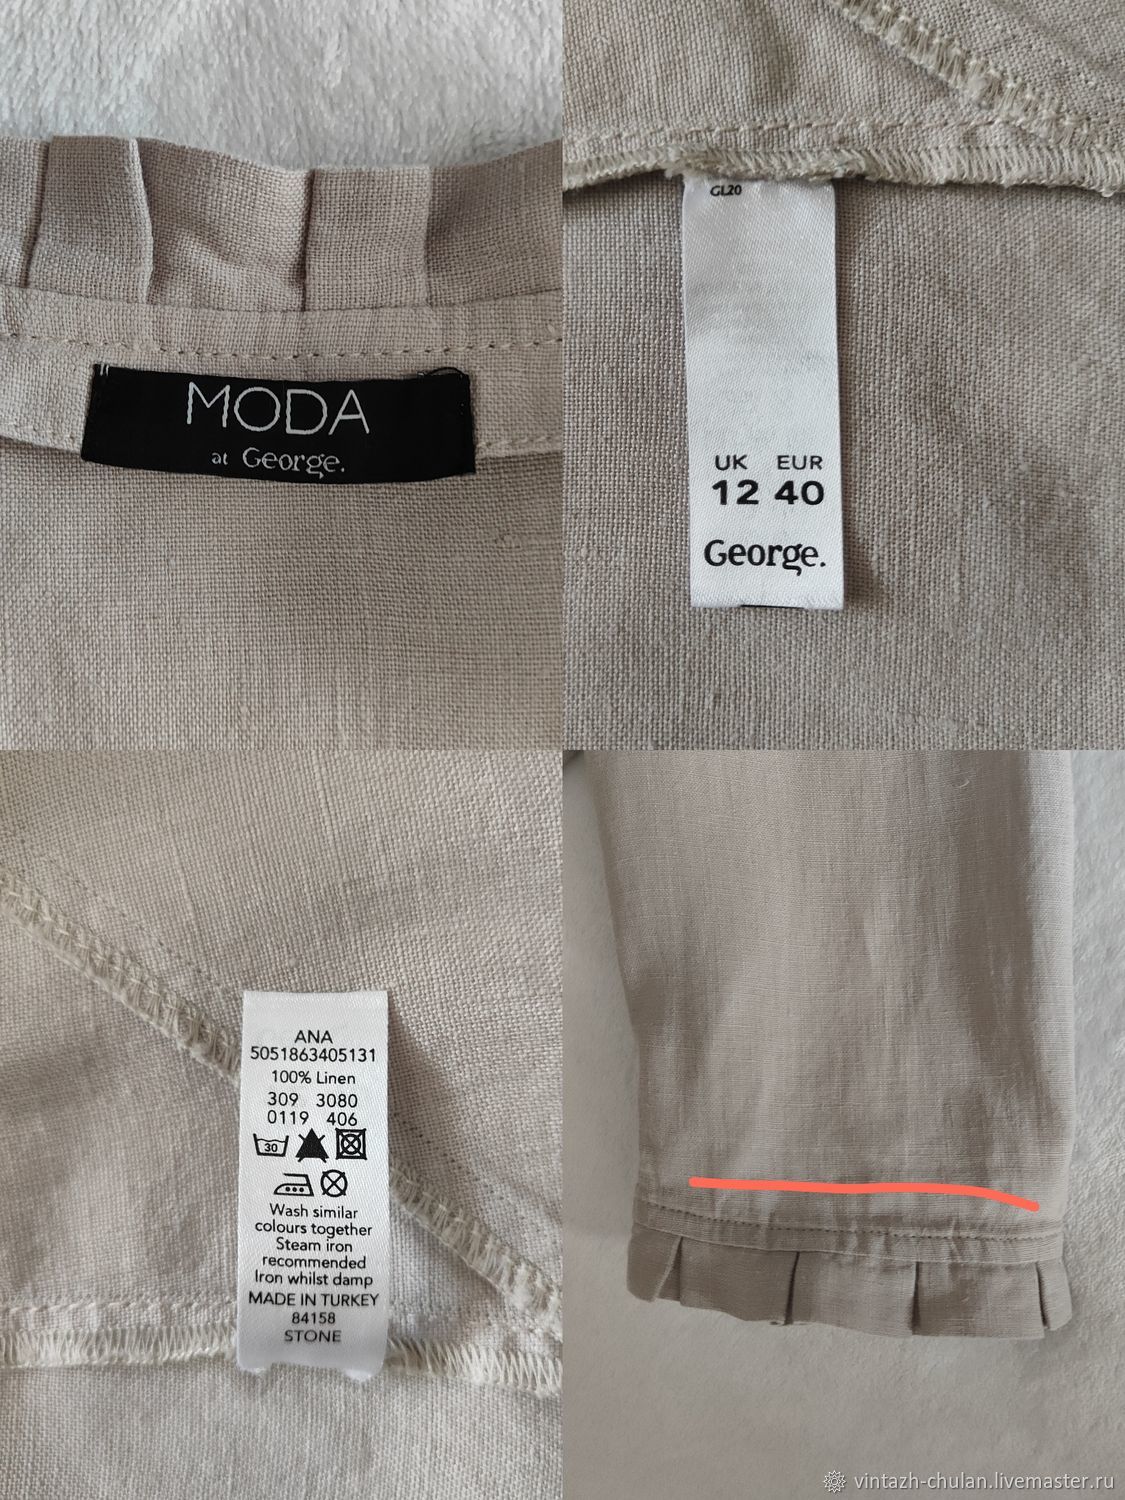 MODA
at George.
GL20
UK EUR
12 40
George.
ANA
5051863405131
100% Linen
309 3080
0119 406
30
Wash similar
colours together
Steam iron
recommended
Iron whilst damp
MADE IN TURKEY
84158
STONE
vintazh-chulan.livemaster.ru